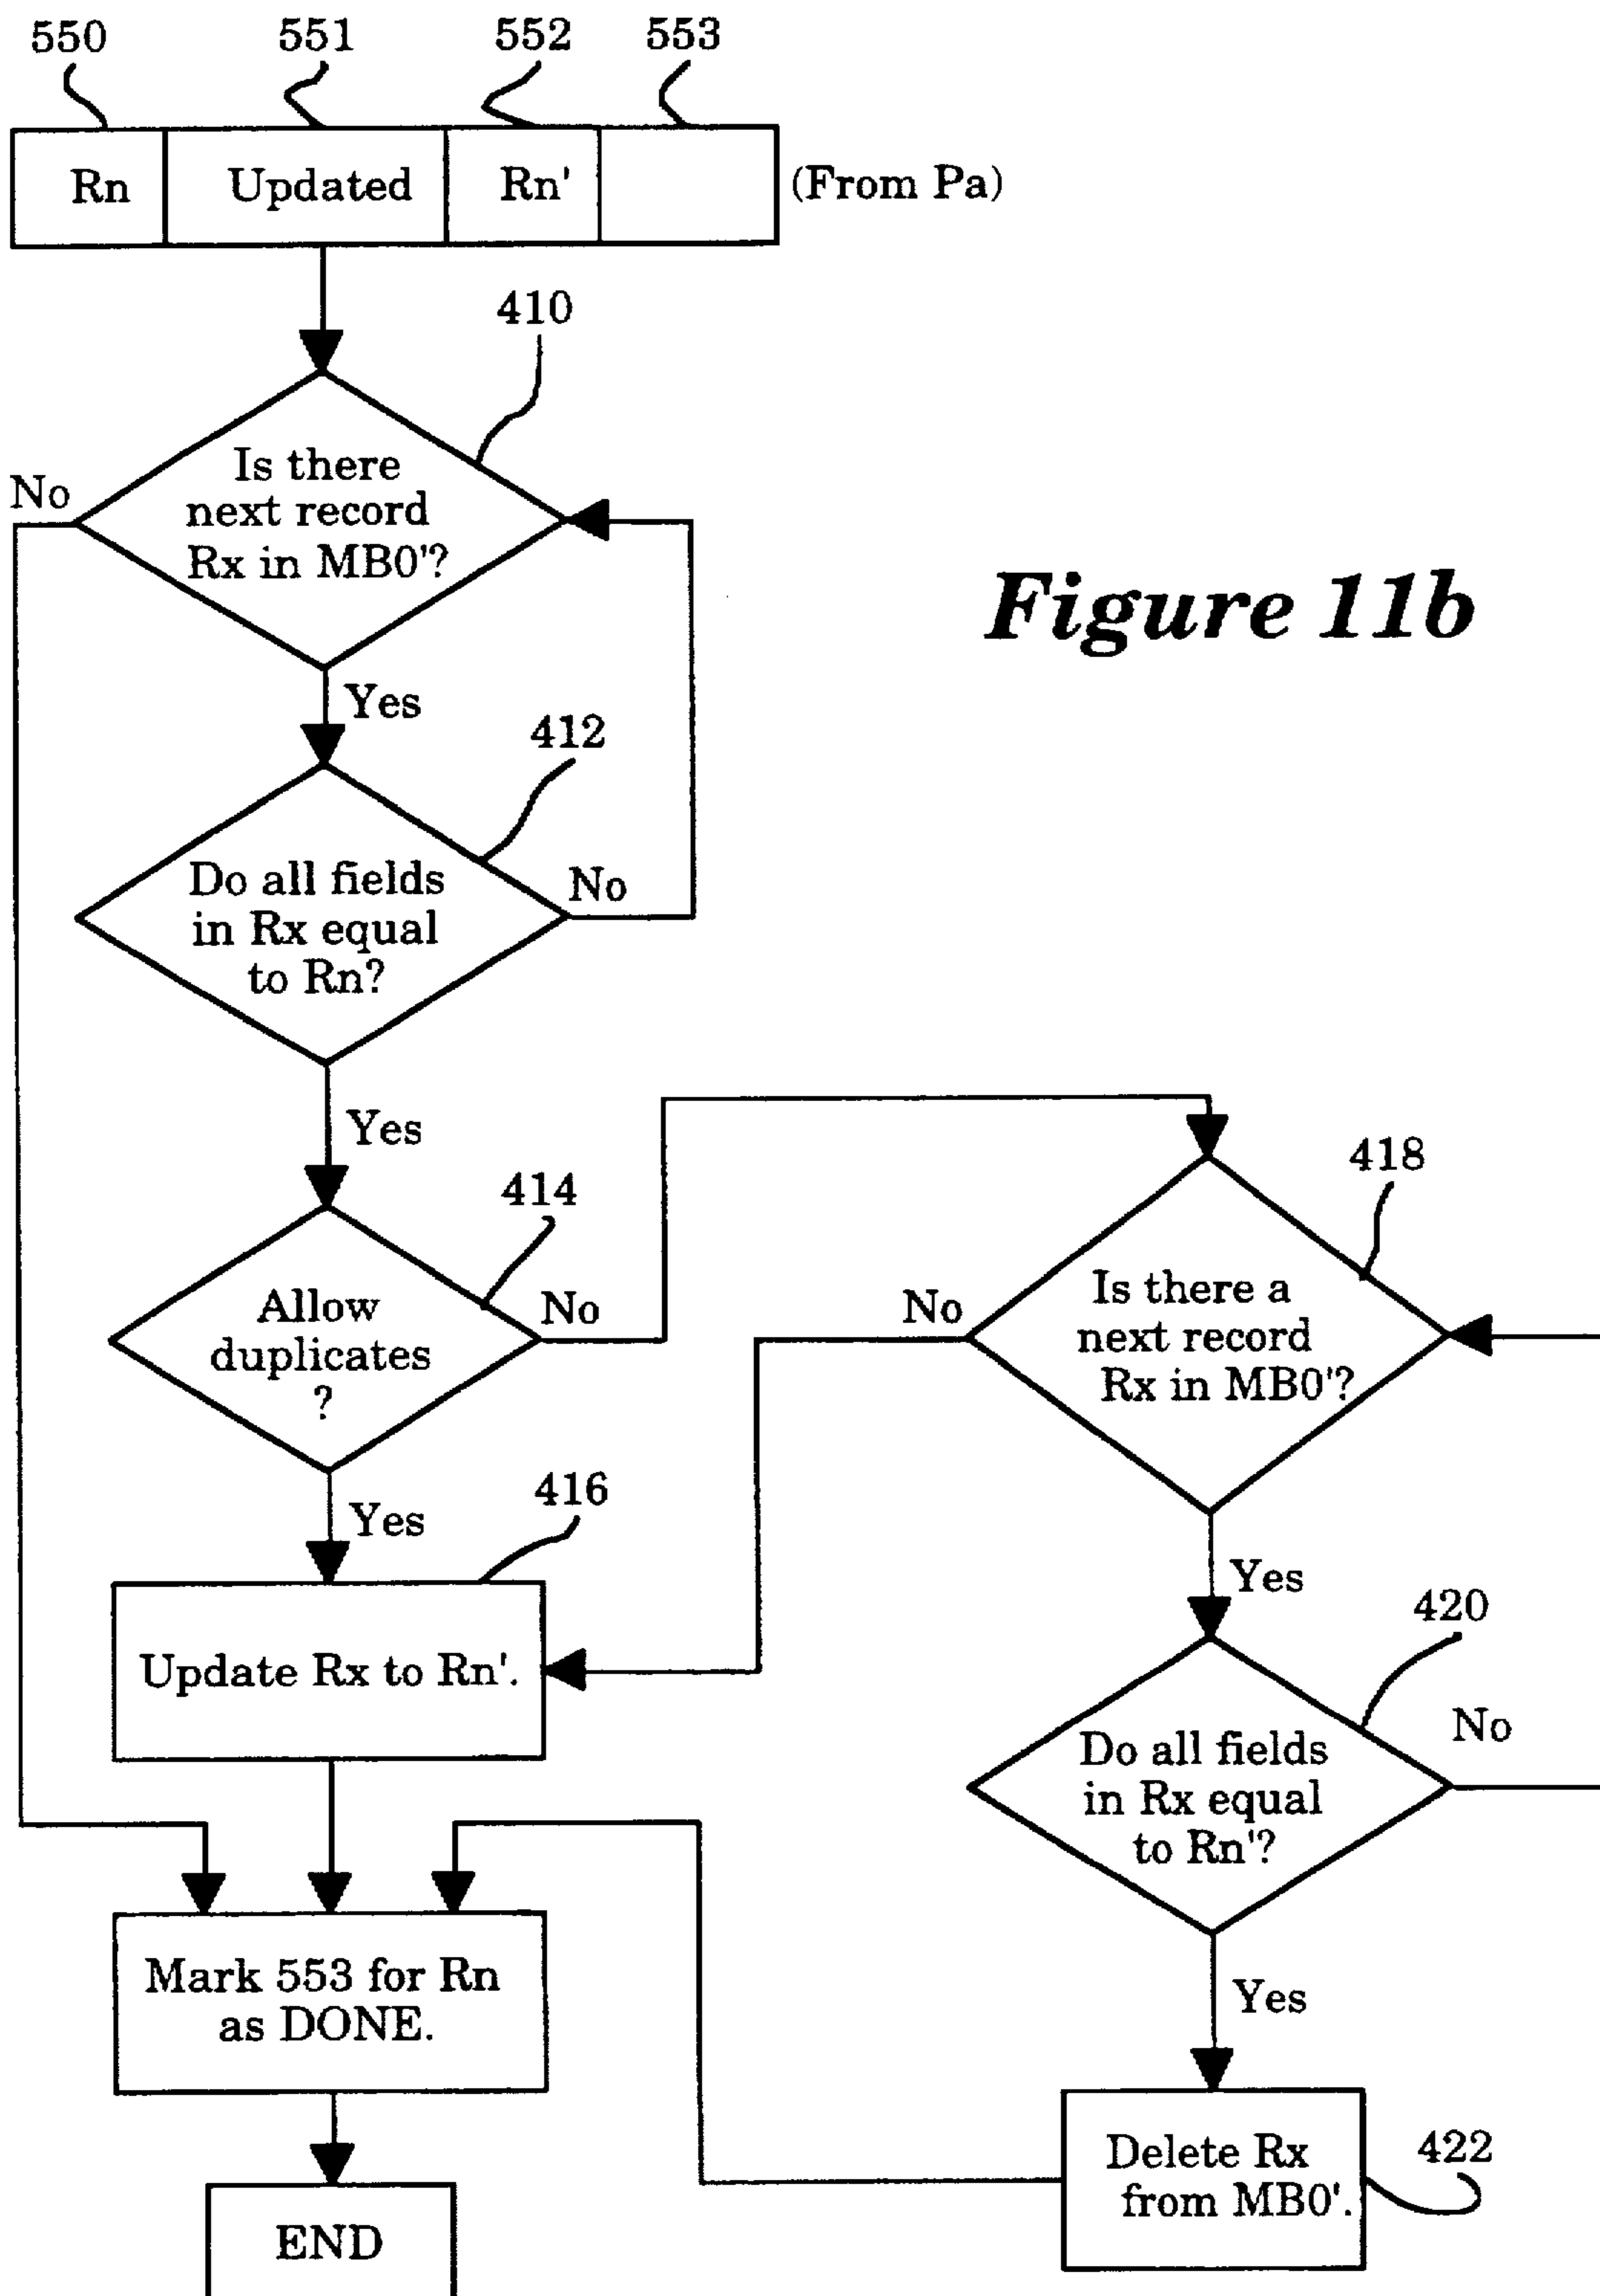 550 551 552 553
Rn Updated Rn' (From Pa)
410
Is there
next record
Rx in MB0'?
No
Figure 11b
Yes
412
Do all fields
in Rx equal
to Rn?
No
Yes
414
Allow
duplicates
?
No
418
Is there a
next record
Rx in MB0'?
No
Yes
416
Update Rx to Rn'.
Yes
420
Do all fields
in Rx equal
to Rn'?
No
Mark 553 for Rn
as DONE.
Yes
Delete Rx
from MB0'.
422
END